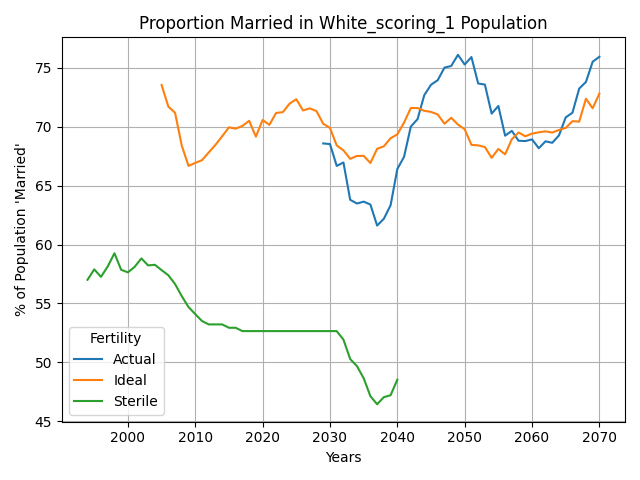 Proportion Married in White_scoring_1 Population
% of Population 'Married'
75
70
65
60
55
50
45
Fertility
Actual
Ideal
Sterile
2000 2010 2020 2030 2040 2050 2060 2070
Years